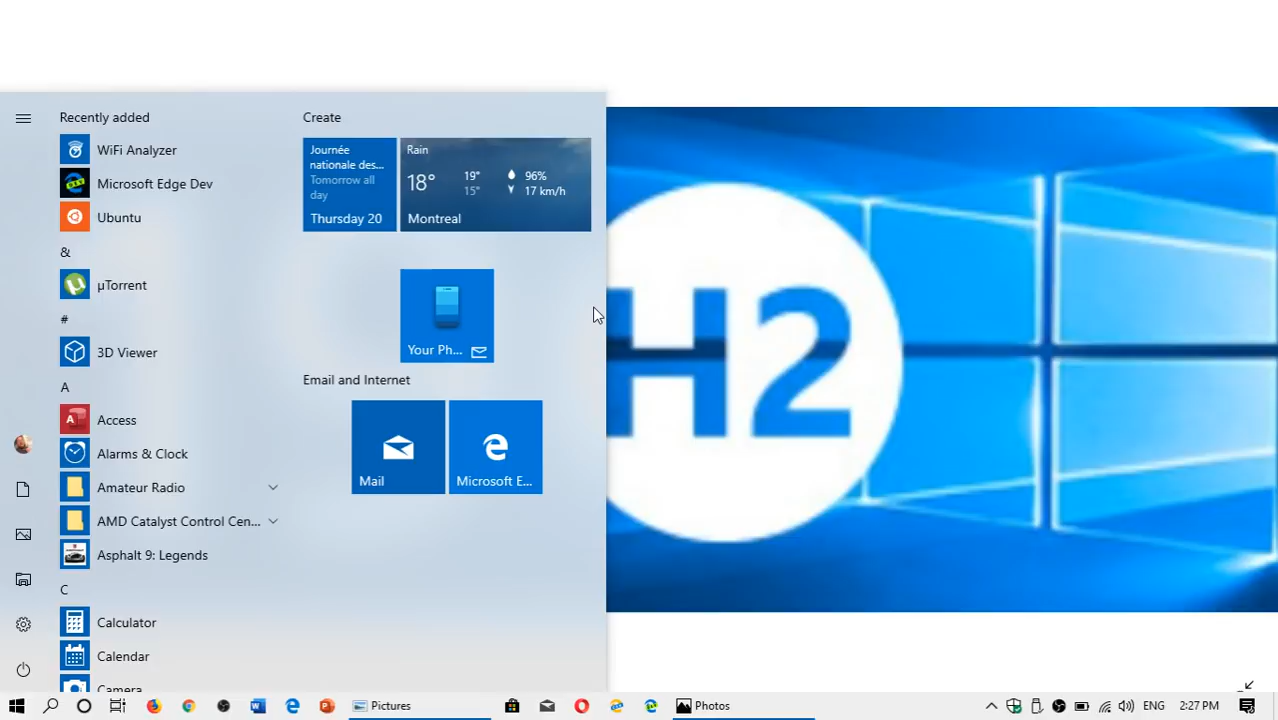 Recently added
WiFi Analyzer
Microsoft Edge Dev
Ubuntu
&
µTorrent
#
3D Viewer
A
Access
Alarms & Clock
Amateur Radio
AMD Catalyst Control Cen...
Asphalt 9: Legends
C
Calculator
Calendar
Camera
Create
Journée
nationale des...
Tomorrow all
day
Thursday 20
Rain
18°
19°
15°
96%
17 km/h
Montreal
Your Ph...
Email and Internet
Mail
Microsoft E...
H2
Pictures
Photos
ENG
2:27 PM